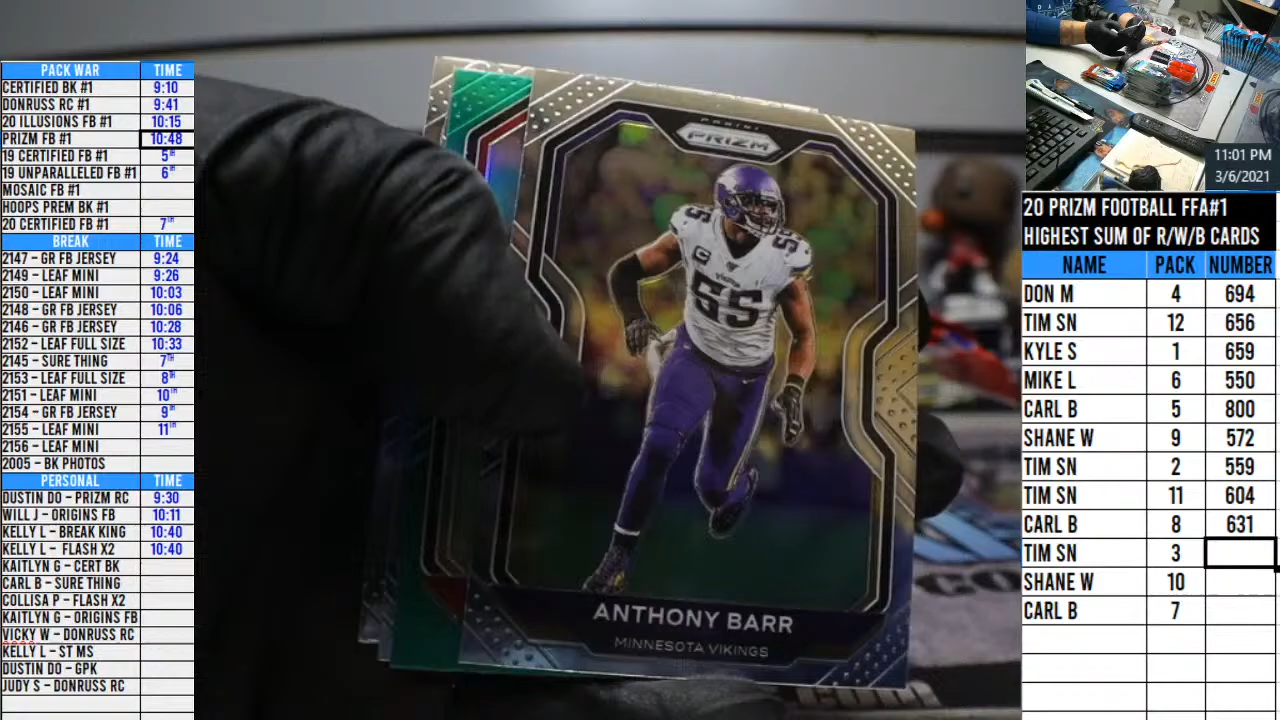 PACK WAR TIME
CERTIFIED BK #1 9:10
DONRUSS RC #1 9:41
20 ILLUSIONS FB #1 10:15
PRIZM FB #1 10:48
19 CERTIFIED FB #1 5TH
19 UNPARALLELED FB #1 6TH
MOSAIC FB #1
HOOPS PREM BK #1
20 CERTIFIED FB #1 7TH
BREAK TIME
2147 - GR FB JERSEY 9:24
2149 - LEAF MINI 9:26
2150 - LEAF MINI 10:03
2148 - GR FB JERSEY 10:06
2146 - GR FB JERSEY 10:28
2152 - LEAF FULL SIZE 10:33
2145 - SURE THING 7TH
2153 - LEAF FULL SIZE 8TH
2151 - LEAF MINI 10TH
2154 - GR FB JERSEY 9TH
2155 - LEAF MINI 11TH
2156 - LEAF MINI
2005 - BK PHOTOS
PERSONAL TIME
DUSTIN DO - PRIZM RC 9:30
WILL J - ORIGINS FB 10:11
KELLY L - BREAK KING 10:40
KELLY L - FLASH X2 10:40
KAITLYN G - CERT BK
CARL B - SURE THING
COLLISA P - FLASH X2
KAITLYN G - ORIGINS FB
VICKY W - DONRUSS RC
KELLY L - ST MS
DUSTIN DO - GPK
JUDY S - DONRUSS RC
PANINI
PRIZM
55
C
VIKINGS
55
ANTHONY BARR
MINNESOTA VIKINGS
11:01 PM
3/6/2021
20 PRIZM FOOTBALL FFA#1
HIGHEST SUM OF R/W/B CARDS
NAME PACK NUMBER
DON M 4 694
TIM SN 12 656
KYLE S 1 659
MIKE L 6 550
CARL B 5 800
SHANE W 9 572
TIM SN 2 559
TIM SN 11 604
CARL B 8 631
TIM SN 3
SHANE W 10
CARL B 7